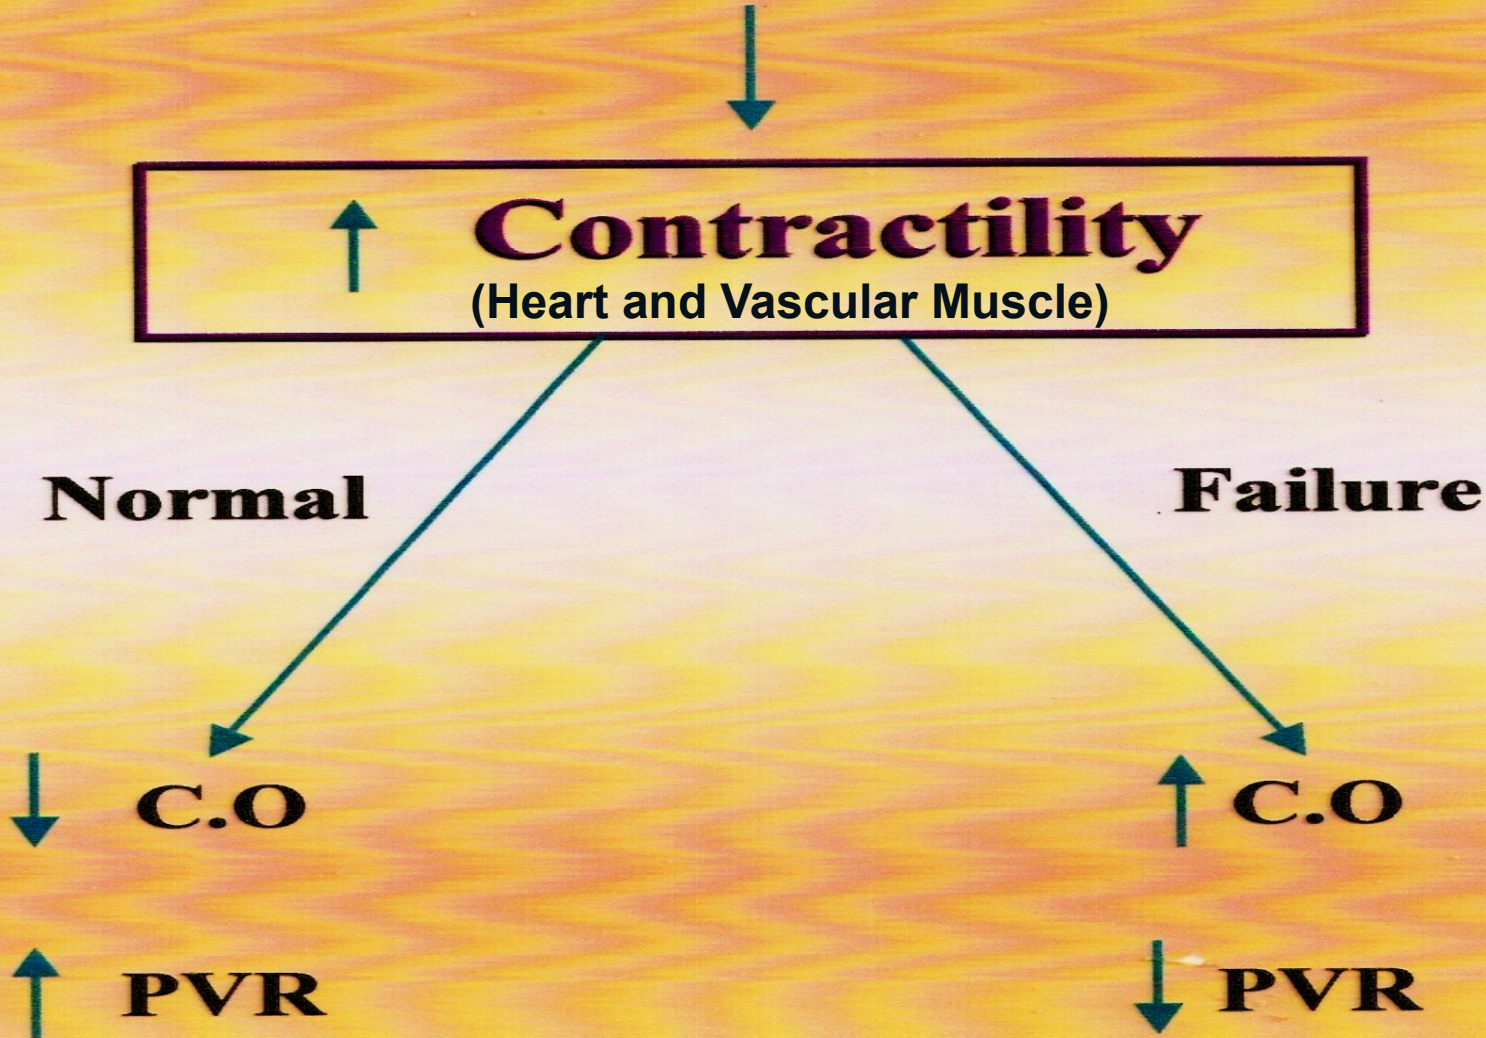 Contractility
(Heart and Vascular Muscle)
Normal
Failure
C.O
C.O
PVR
PVR